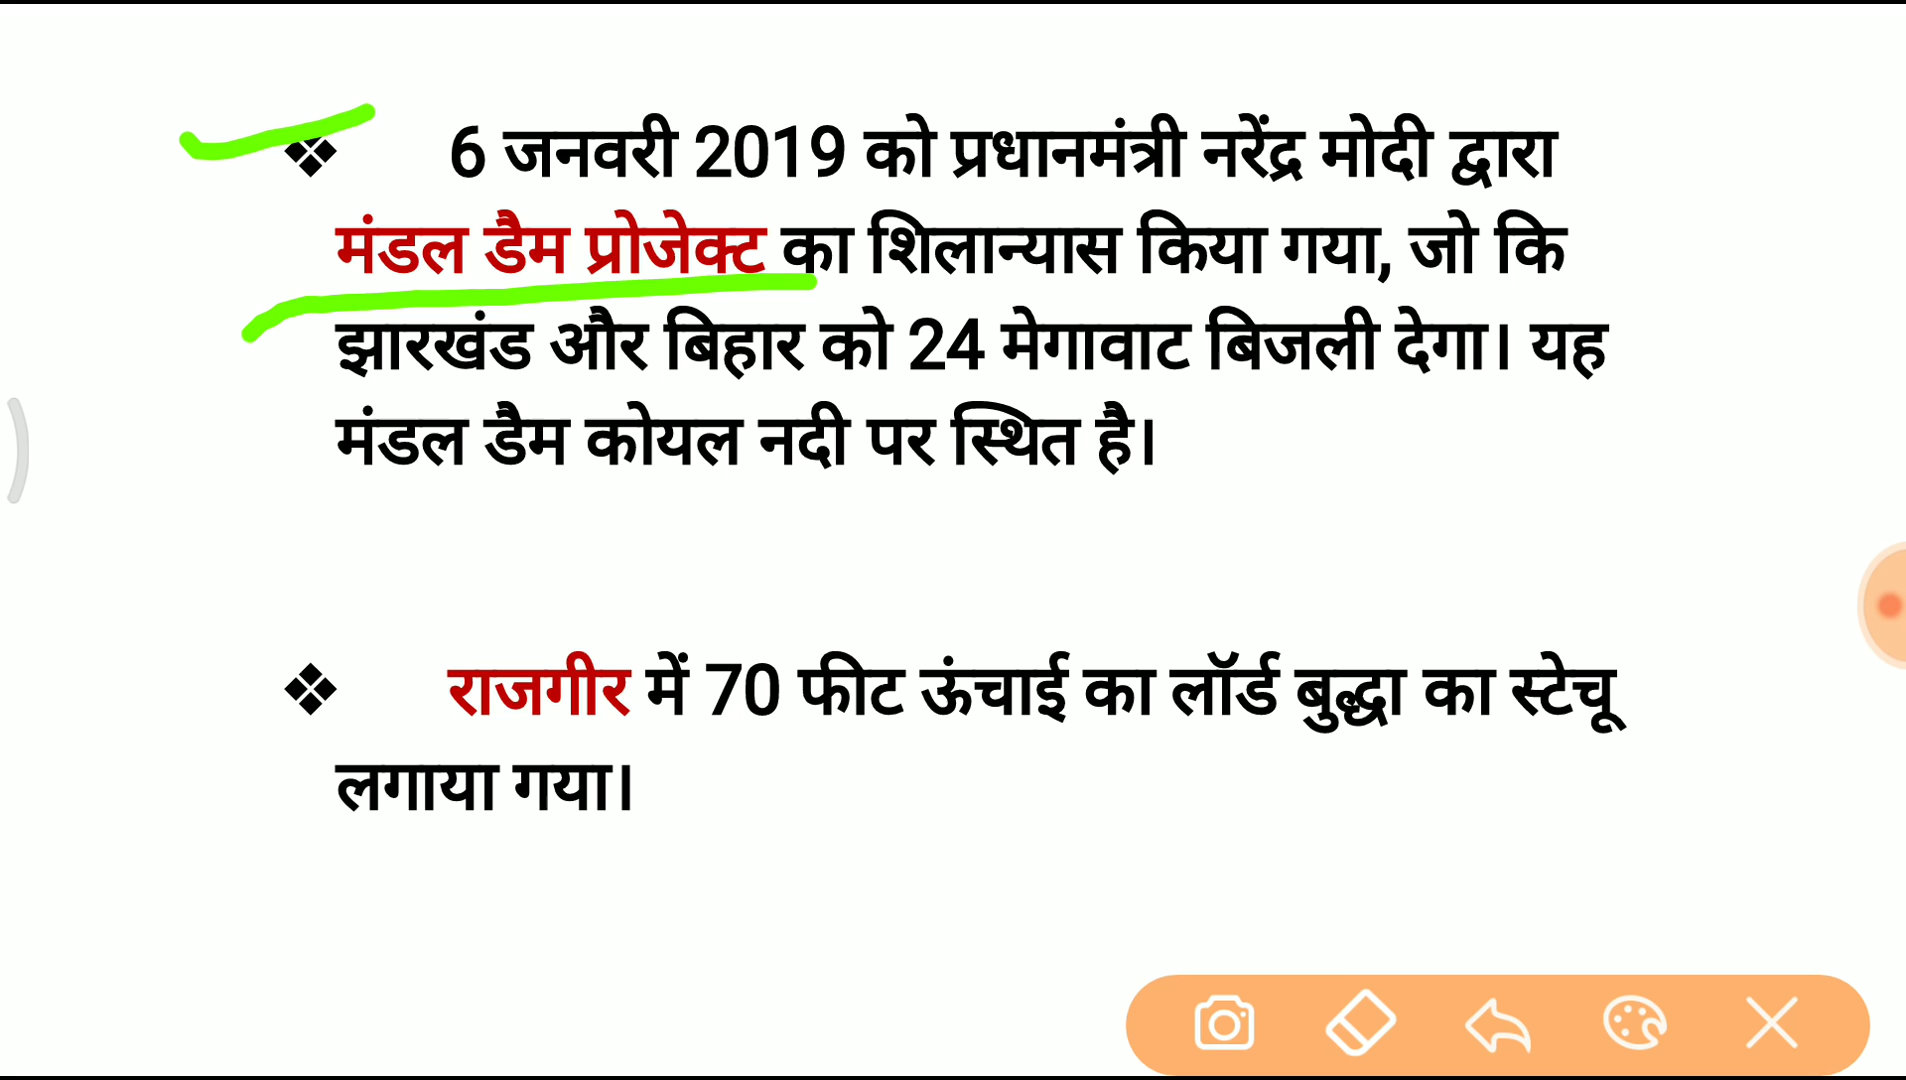 ❖ 6 जनवरी 2019 को प्रधानमंत्री नरेंद्र मोदी द्वारा
मंडल डैम प्रोजेक्ट का शिलान्यास किया गया, जो कि
झारखंड और बिहार को 24 मेगावाट बिजली देगा। यह
मंडल डैम कोयल नदी पर स्थित है।
❖ राजगीर में 70 फीट ऊंचाई का लॉर्ड बुद्धा का स्टेचू
लगाया गया।